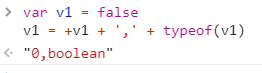 > var v1 = false
v1 = +v1 + ',' + typeof(v1)
< "0,boolean"